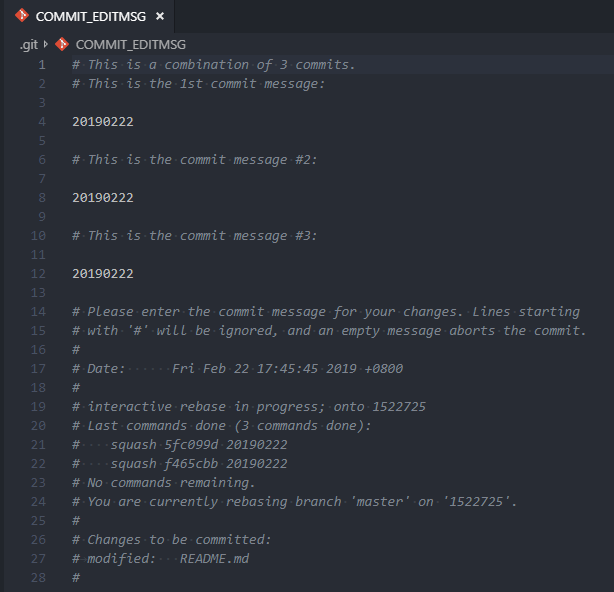 COMMIT_EDITMSG ×
.git COMMIT_EDITMSG
1 # This is a combination of 3 commits.
2 # This is the 1st commit message:
3
4 20190222
5
6 # This is the commit message #2:
7
8 20190222
9
10 # This is the commit message #3:
11
12 20190222
13
14 # Please enter the commit message for your changes. Lines starting
15 # with '#' will be ignored, and an empty message aborts the commit.
16 #
17 # Date:······Fri Feb 22 17:45:45 2019 +0800
18 #
19 # interactive rebase in progress; onto 1522725
20 # Last commands done (3 commands done):
21 #····squash 5fc099d 20190222
22 #····squash f465cbb 20190222
23 # No commands remaining.
24 # You are currently rebasing branch 'master' on '1522725'.
25 #
26 # Changes to be committed:
27 # modified:···README.md
28 #